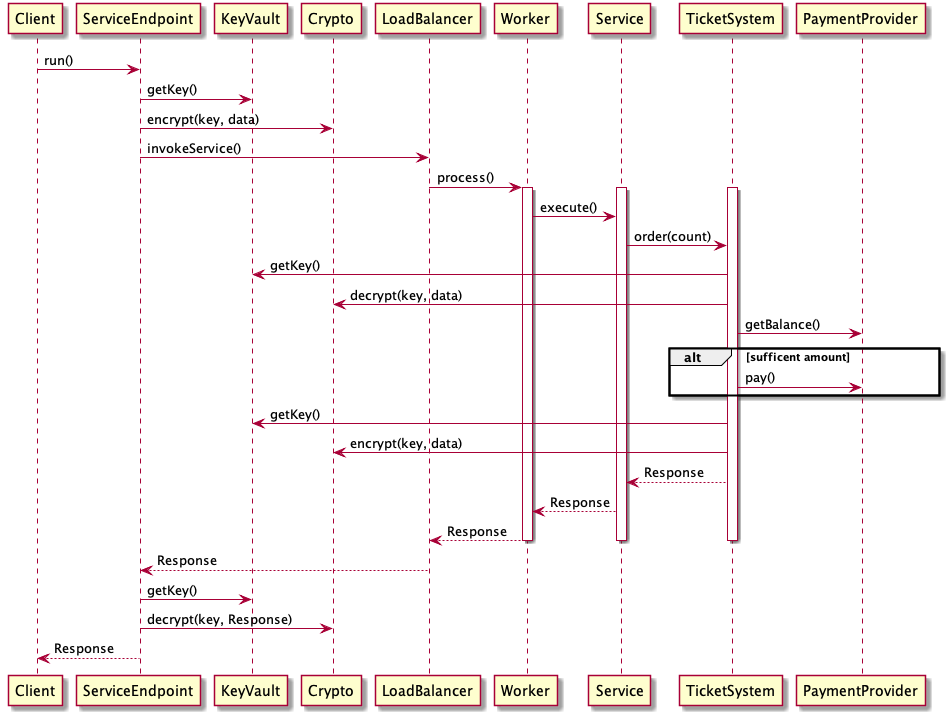 Client ServiceEndpoint KeyVault Crypto LoadBalancer Worker Service TicketSystem PaymentProvider
run()
getKey()
encrypt(key, data)
invokeService()
process()
execute()
order(count)
getKey()
decrypt(key, data)
getBalance()
alt [sufficent amount]
pay()
getKey()
encrypt(key, data)
Response
Response
Response
Response
getKey()
decrypt(key, Response)
Response
Client ServiceEndpoint KeyVault Crypto LoadBalancer Worker Service TicketSystem PaymentProvider